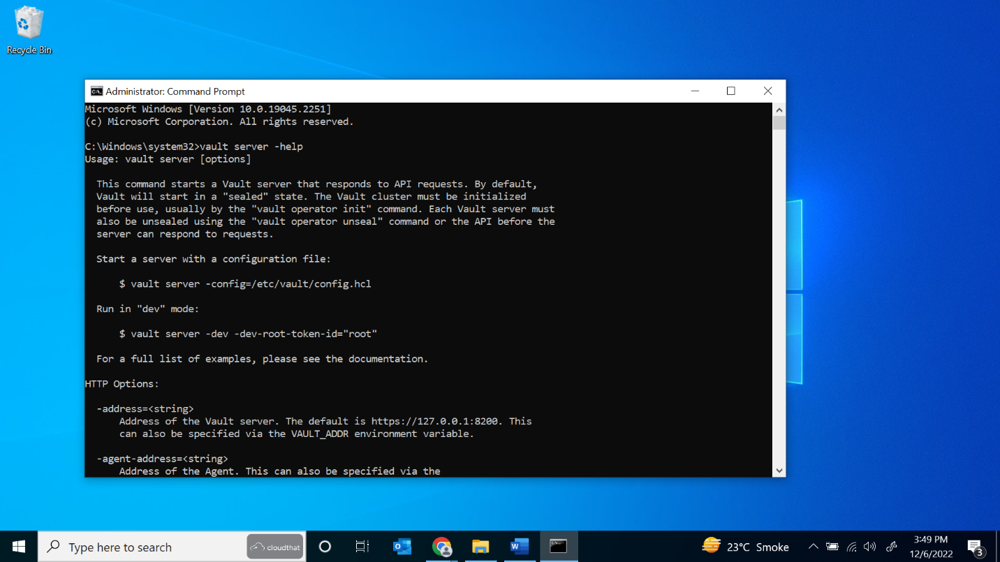 Recycle Bin
Administrator: Command Prompt
Microsoft Windows [Version 10.0.19045.2251]
(c) Microsoft Corporation. All rights reserved.
C:\Windows\system32>vault server -help
Usage: vault server [options]
This command starts a Vault server that responds to API requests. By default,
Vault will start in a "sealed" state. The Vault cluster must be initialized
before use, usually by the "vault operator init" command. Each Vault server must
also be unsealed using the "vault operator unseal" command or the API before the
server can respond to requests.
Start a server with a configuration file:
$ vault server -config=/etc/vault/config.hcl
Run in "dev" mode:
$ vault server -dev -dev-root-token-id="root"
For a full list of examples, please see the documentation.
HTTP Options:
-address=<string>
Address of the Vault server. The default is https://127.0.0.1:8200. This
can also be specified via the VAULT_ADDR environment variable.
-agent-address=<string>
Address of the Agent. This can also be specified via the
Type here to search
cloudthat
23°C Smoke
3:49 PM
12/6/2022
3